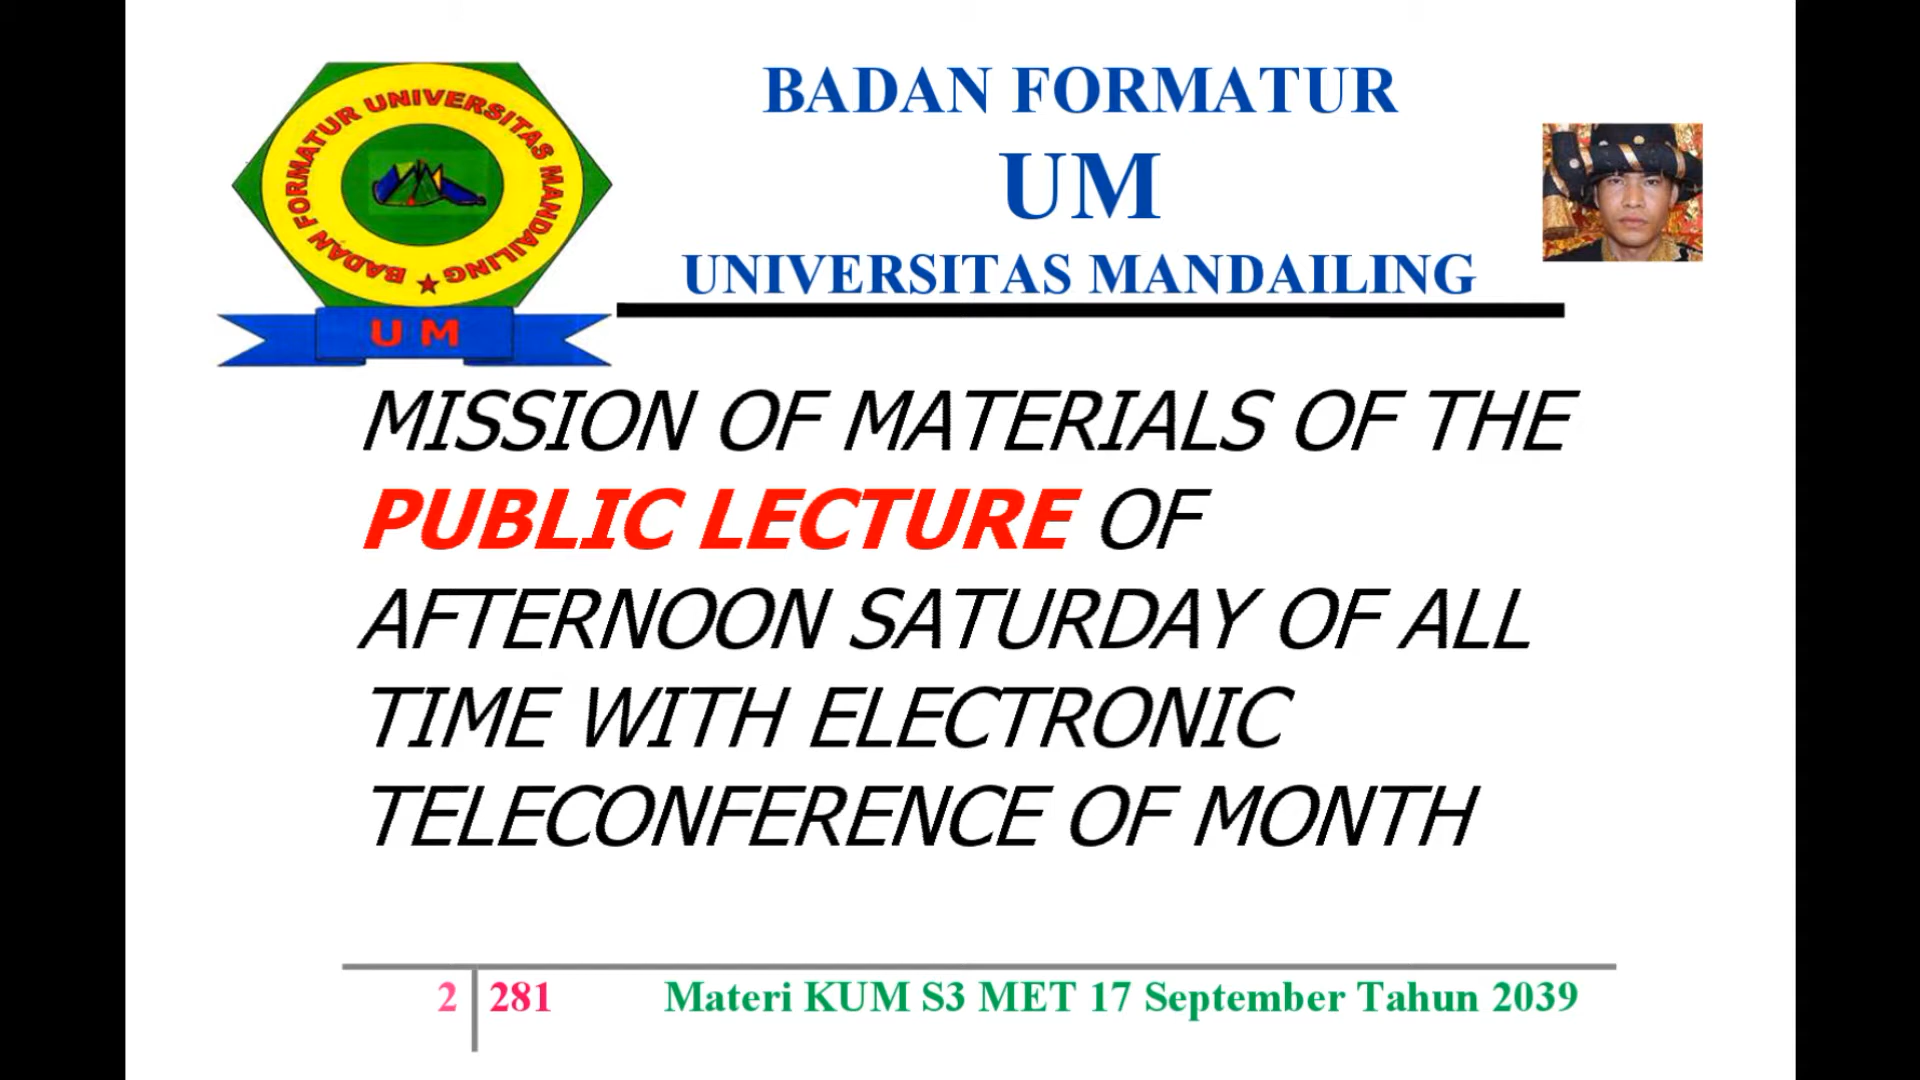 BADAN FORMATUR UNIVERSITAS MANDAILING
U M
BADAN FORMATUR
UM
UNIVERSITAS MANDAILING
MISSION OF MATERIALS OF THE
PUBLIC LECTURE OF
AFTERNOON SATURDAY OF ALL
TIME WITH ELECTRONIC
TELECONFERENCE OF MONTH
2 281 Materi KUM S3 MET 17 September Tahun 2039